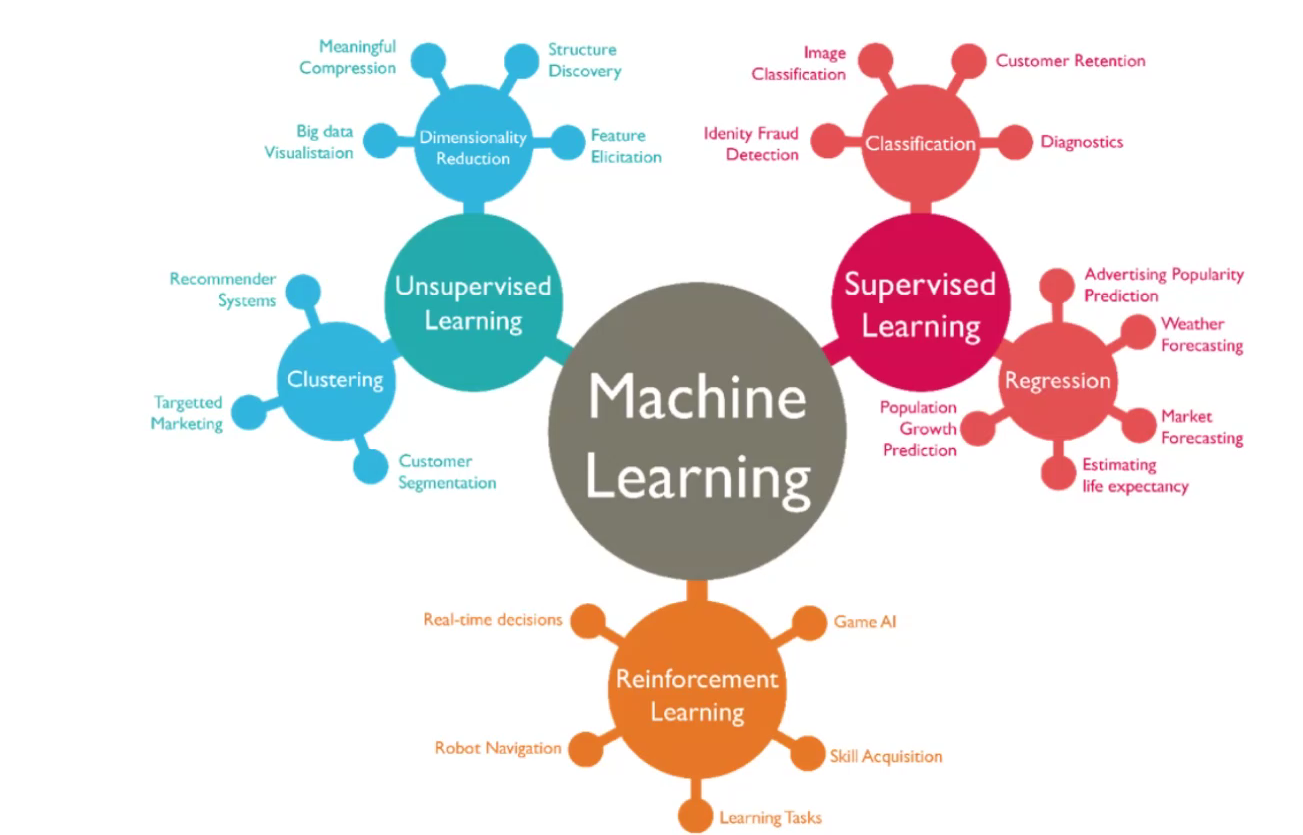 Meaningful
Compression
Structure
Discovery
Big data
Visualistaion
Dimensionality
Reduction
Feature
Elicitation
Image
Classification
Customer Retention
Idenity Fraud
Detection
Classification
Diagnostics
Unsupervised
Learning
Recommender
Systems
Clustering
Targetted
Marketing
Customer
Segmentation
Machine
Learning
Supervised
Learning
Advertising Popularity
Prediction
Weather
Forecasting
Regression
Population
Growth
Prediction
Market
Forecasting
Estimating
life expectancy
Real-time decisions
Game AI
Reinforcement
Learning
Robot Navigation
Skill Acquisition
Learning Tasks